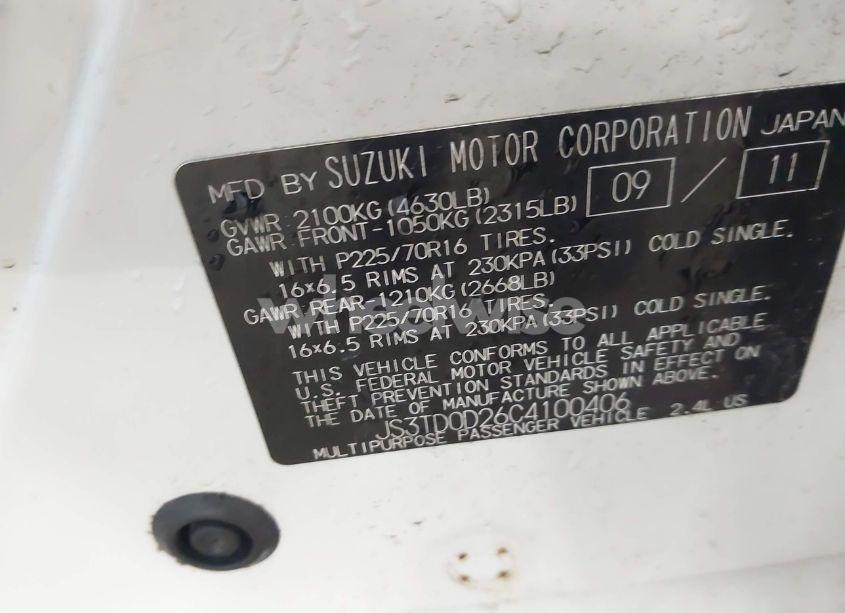 MFD BY SUZUKI MOTOR CORPORATION JAPAN
GVWR: 2100KG(4630LB) 09 / 11
GAWR:FRONT-1050KG(2315LB)
WITH P225/70R16 TIRES.
16×6.5 RIMS AT 230KPA(33PSI) COLD SINGLE.
GAWR:REAR-1210KG(2668LB)
WITH P225/70R16 TIRES.
16×6.5 RIMS AT 230KPA(33PSI) COLD SINGLE.
THIS VEHICLE CONFORMS TO ALL APPLICABLE
U.S. FEDERAL MOTOR VEHICLE SAFETY AND
THEFT PREVENTION STANDARDS IN EFFECT ON
THE DATE OF MANUFACTURE SHOWN ABOVE.
JS3TD0D26C4100406
MULTIPURPOSE PASSENGER VEHICLE 2.4L US